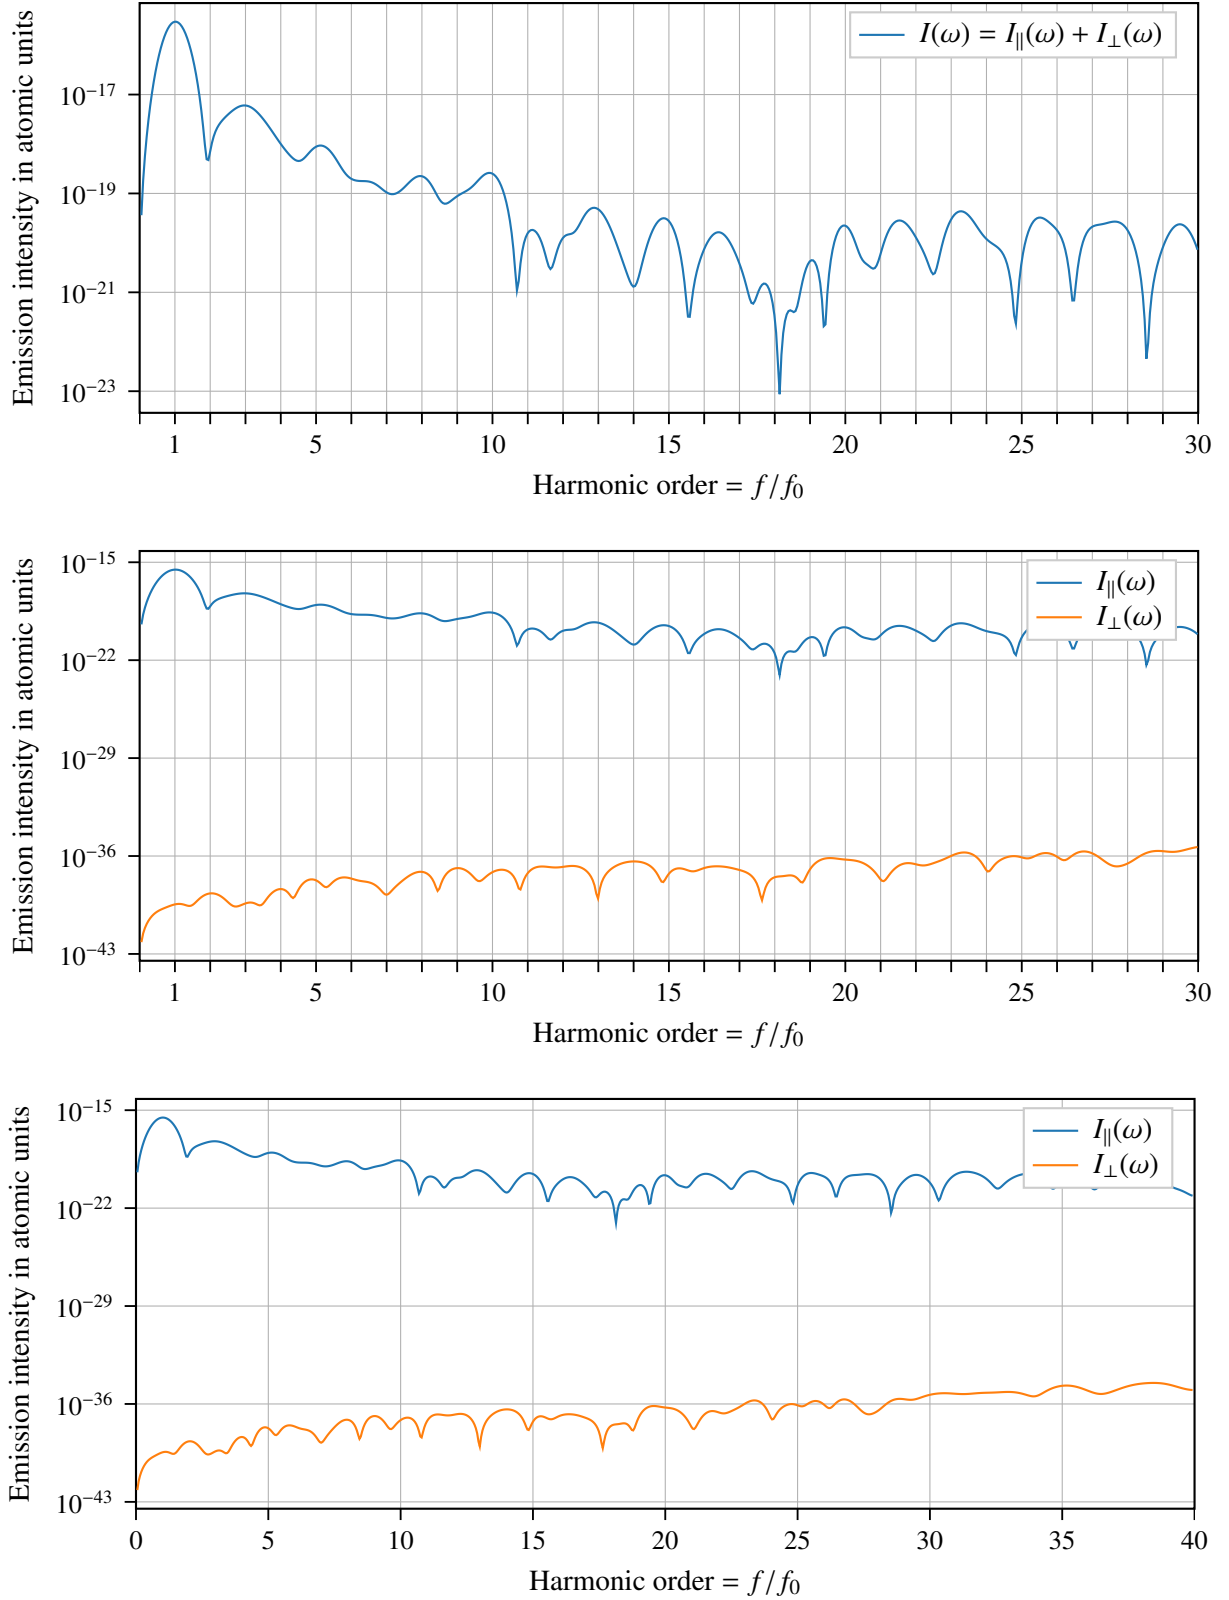 Emission intensity in atomic units
10⁻¹⁷
10⁻¹⁹
10⁻²¹
10⁻²³
I(ω) = I∥(ω) + I⊥(ω)
1 5 10 15 20 25 30
Harmonic order = f/f₀
Emission intensity in atomic units
10⁻¹⁵
10⁻²²
10⁻²⁹
10⁻³⁶
10⁻⁴³
I∥(ω)
I⊥(ω)
1 5 10 15 20 25 30
Harmonic order = f/f₀
Emission intensity in atomic units
10⁻¹⁵
10⁻²²
10⁻²⁹
10⁻³⁶
10⁻⁴³
I∥(ω)
I⊥(ω)
0 5 10 15 20 25 30 35 40
Harmonic order = f/f₀